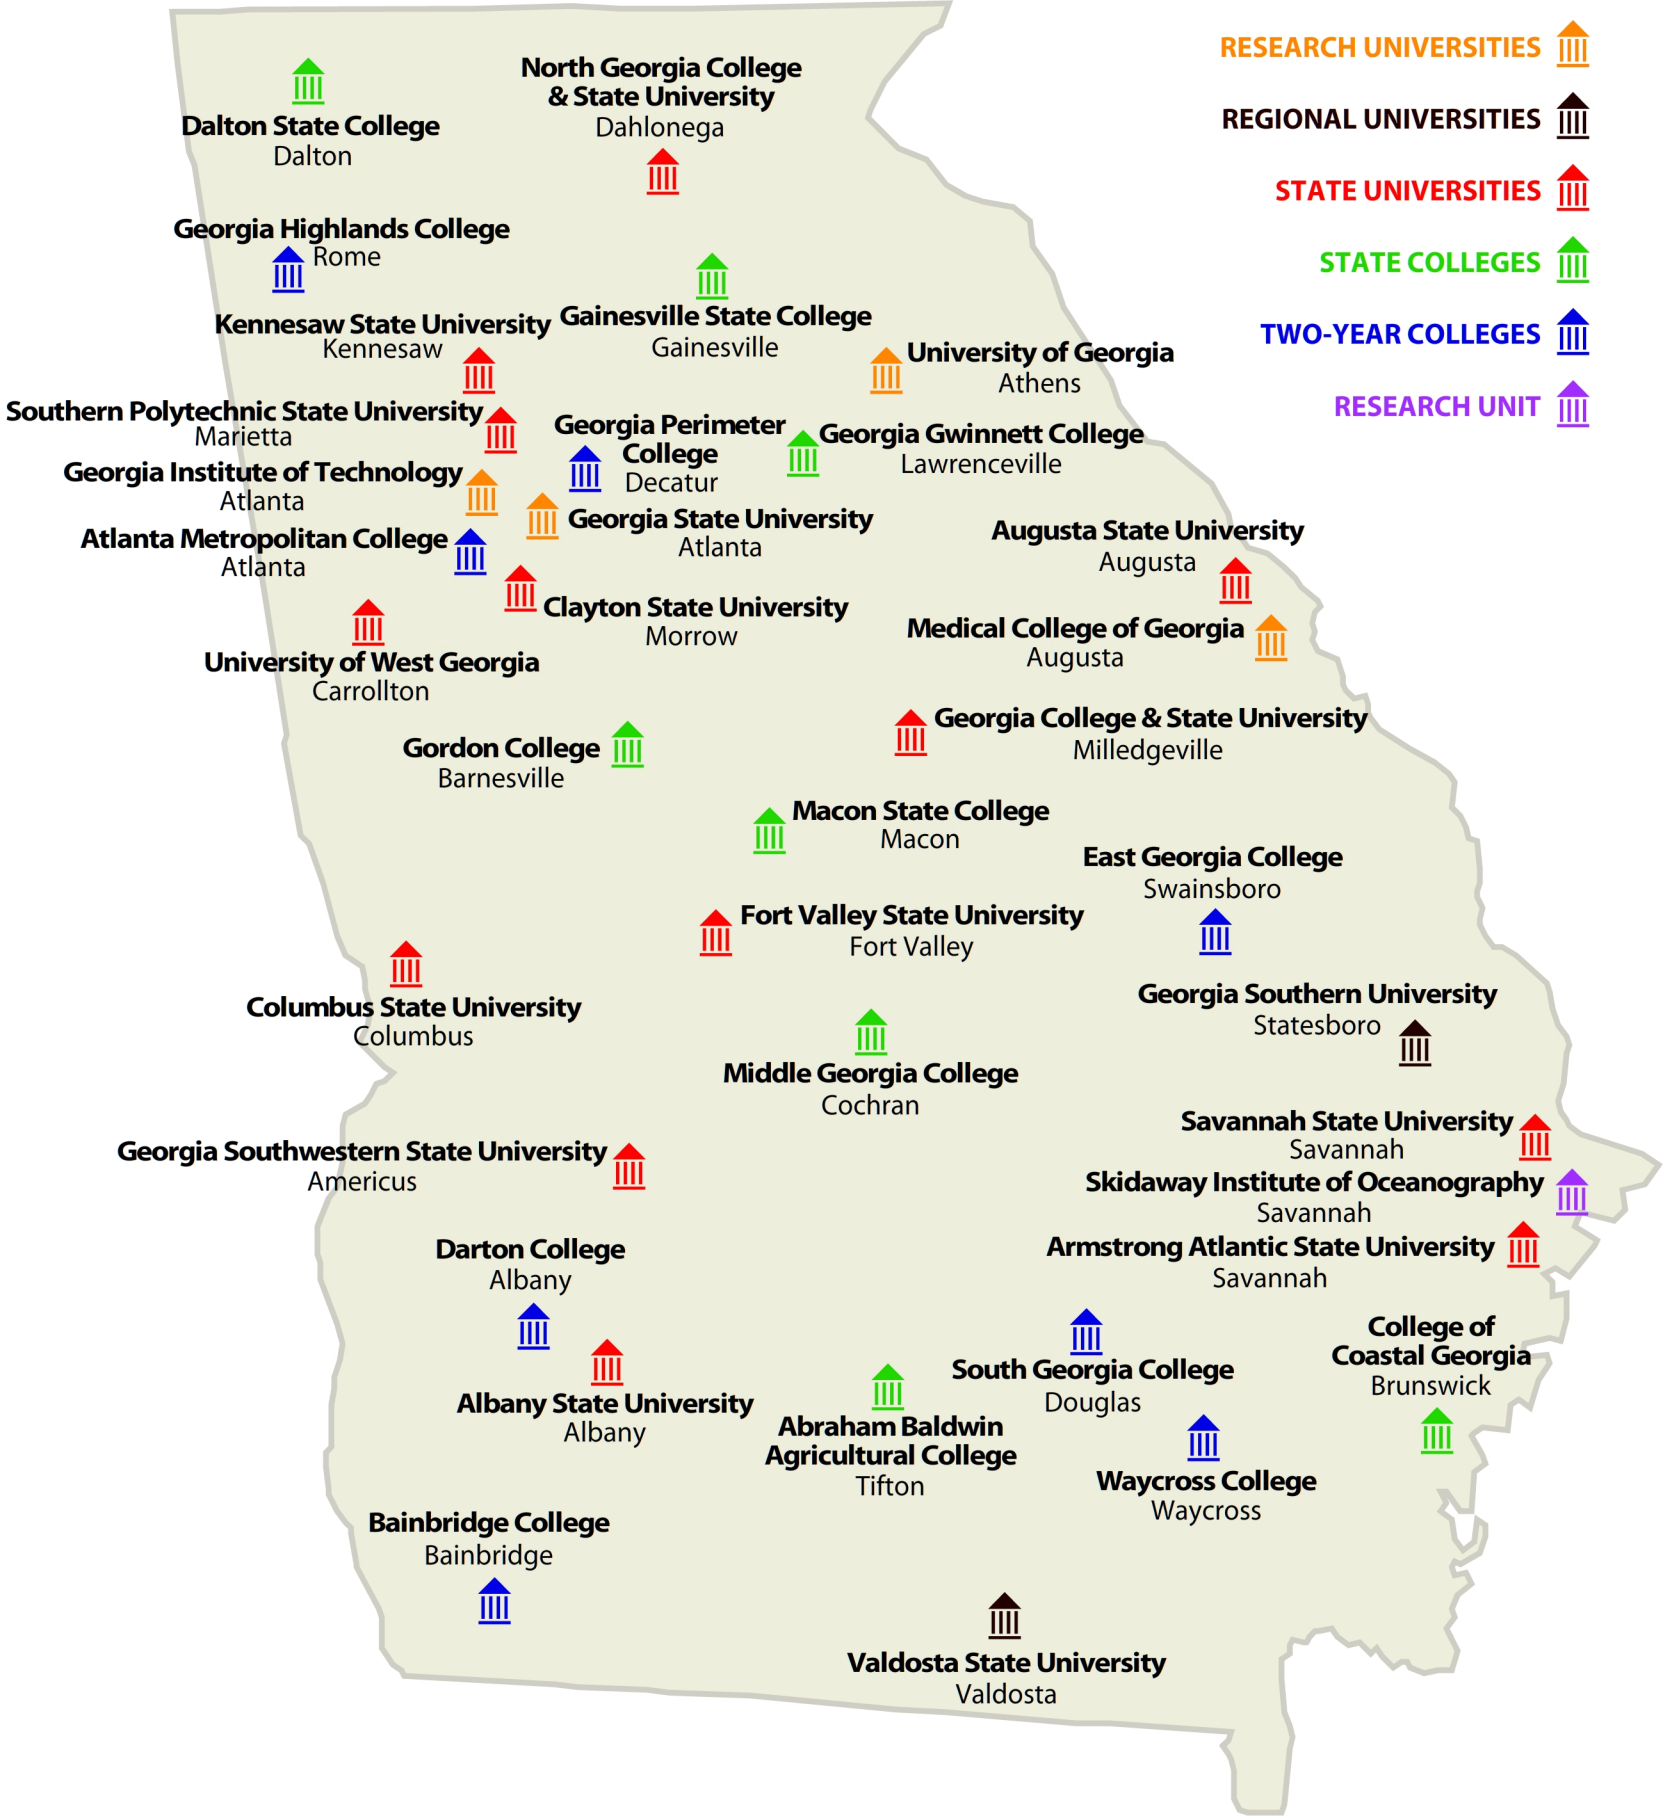 RESEARCH UNIVERSITIES
REGIONAL UNIVERSITIES
STATE UNIVERSITIES
STATE COLLEGES
TWO-YEAR COLLEGES
RESEARCH UNIT
North Georgia College
& State University
Dahlonega
Dalton State College
Dalton
Georgia Highlands College
Rome
Kennesaw State University
Kennesaw
Gainesville State College
Gainesville
University of Georgia
Athens
Southern Polytechnic State University
Marietta
Georgia Perimeter
College
Decatur
Georgia Gwinnett College
Lawrenceville
Georgia Institute of Technology
Atlanta
Georgia State University
Atlanta
Atlanta Metropolitan College
Atlanta
Augusta State University
Augusta
Clayton State University
Morrow
Medical College of Georgia
Augusta
University of West Georgia
Carrollton
Georgia College & State University
Milledgeville
Gordon College
Barnesville
Macon State College
Macon
East Georgia College
Swainsboro
Fort Valley State University
Fort Valley
Columbus State University
Columbus
Georgia Southern University
Statesboro
Middle Georgia College
Cochran
Savannah State University
Savannah
Georgia Southwestern State University
Americus
Skidaway Institute of Oceanography
Savannah
Armstrong Atlantic State University
Savannah
Darton College
Albany
College of
Coastal Georgia
Brunswick
South Georgia College
Douglas
Albany State University
Albany
Abraham Baldwin
Agricultural College
Tifton
Waycross College
Waycross
Bainbridge College
Bainbridge
Valdosta State University
Valdosta